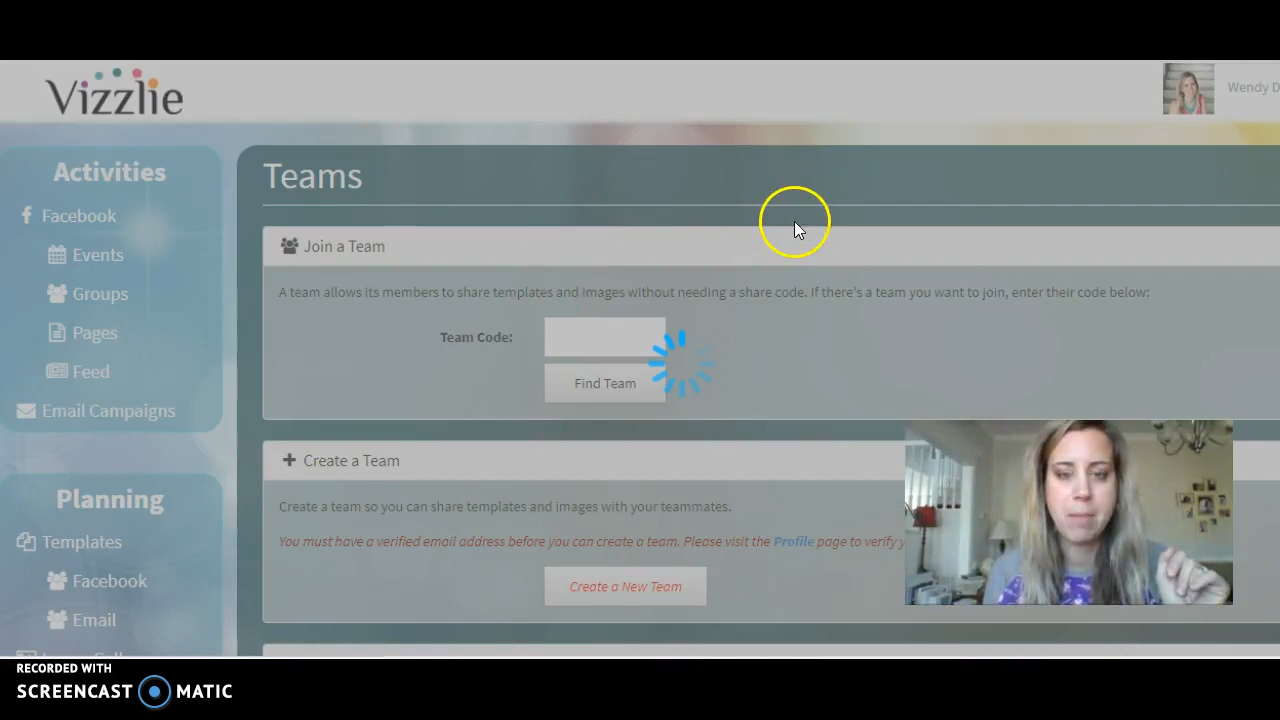 Vizzlie
Wendy D
Activities
Facebook
Events
Groups
Pages
Feed
Email Campaigns
Planning
Templates
Facebook
Email
Teams
Join a Team
A team allows its members to share templates and images without needing a share code. If there's a team you want to join, enter their code below:
Team Code:
Find Team
Create a Team
Create a team so you can share templates and images with your teammates.
You must have a verified email address before you can create a team. Please visit the Profile page to verify y
Create a New Team
RECORDED WITH
SCREENCAST MATIC